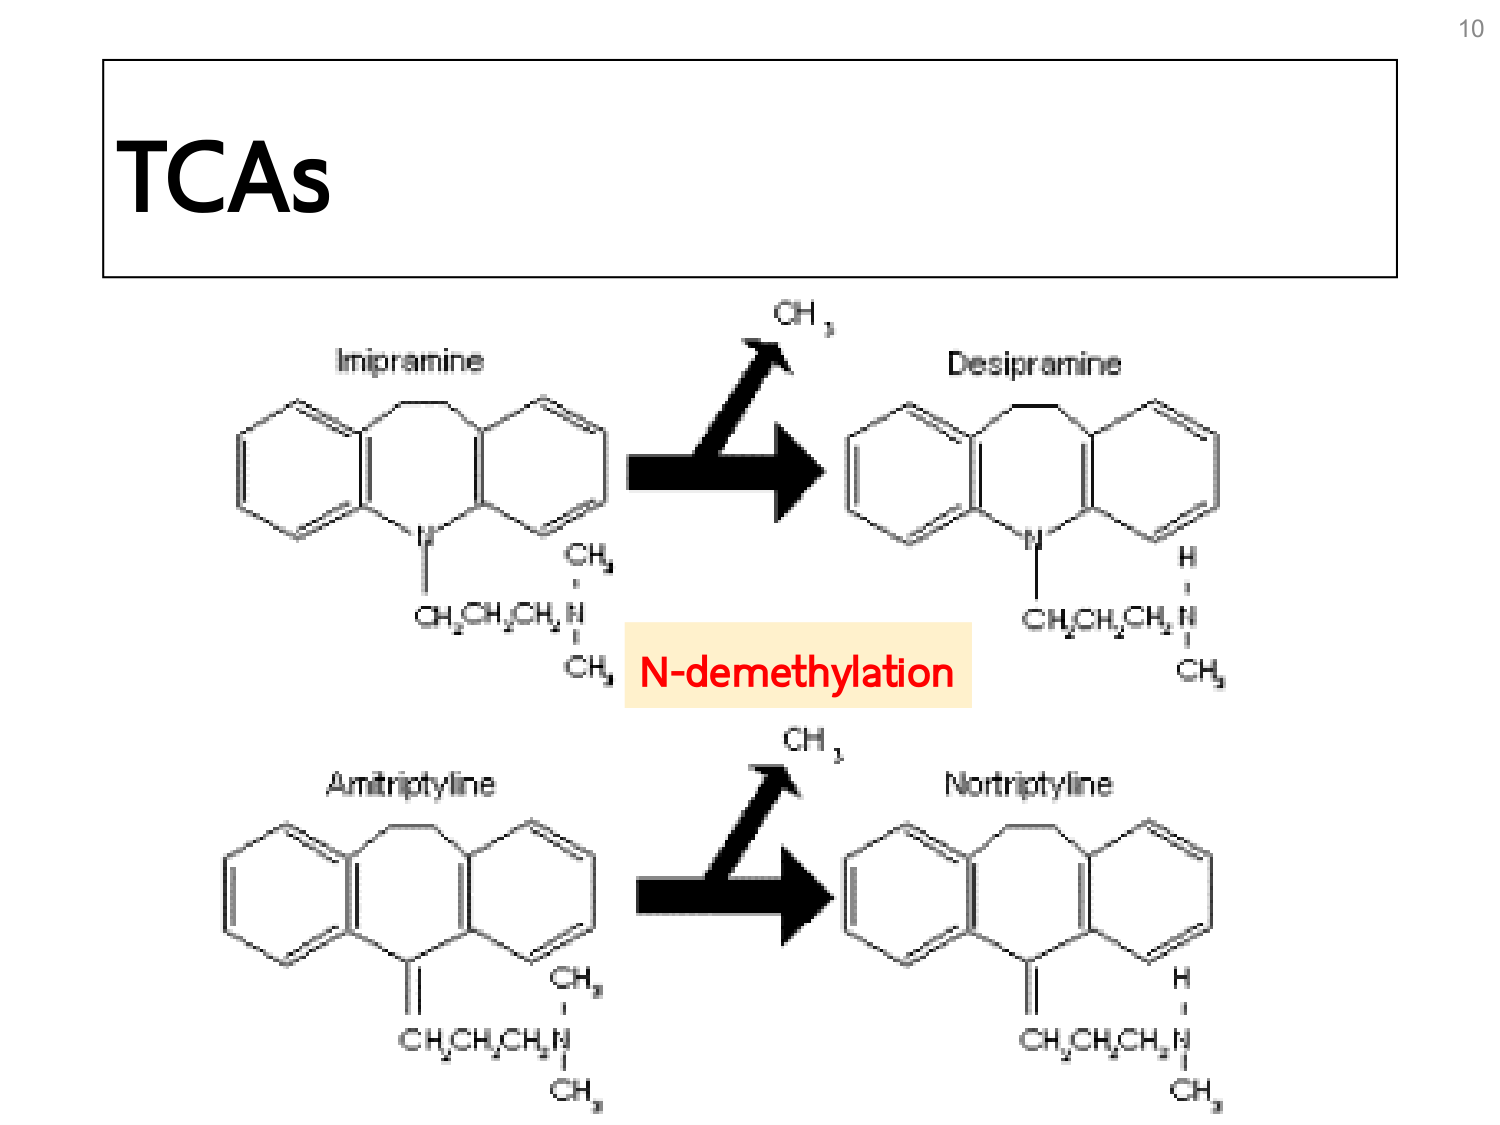 10
TCAs
CH3
Imipramine
Desipramine
N
N
CH3
H
CH2CH2CH2N
CH2CH2CH2N
CH3
CH3
N-demethylation
CH3
Amitriptyline
Nortriptyline
CH3
H
CH2CH2CH2N
CH2CH2CH2N
CH3
CH3